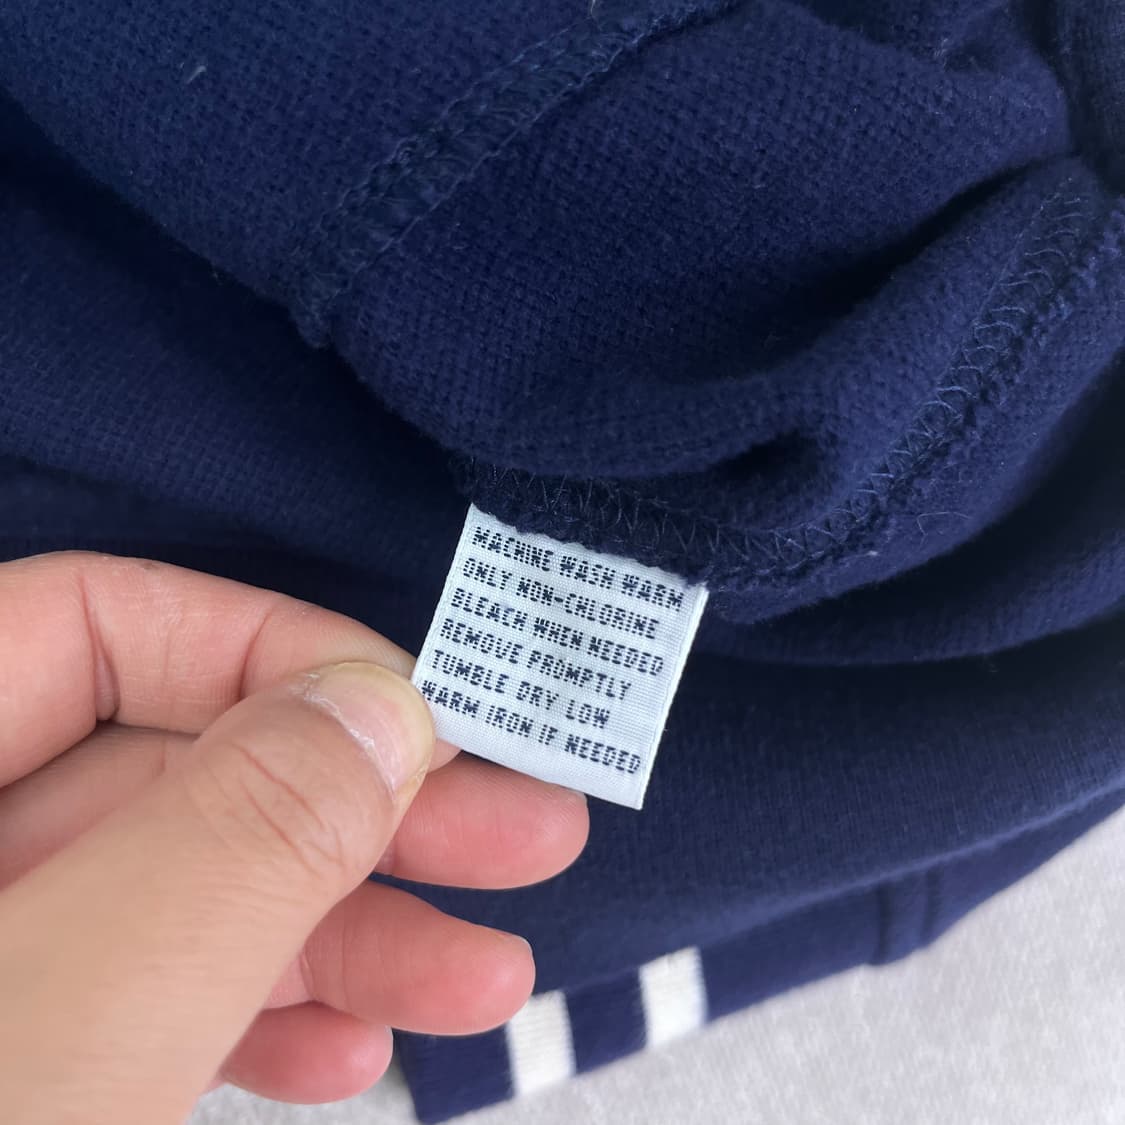 MACHINE WASH WARM
ONLY NON-CHLORINE
BLEACH WHEN NEEDED
REMOVE PROMPTLY
TUMBLE DRY LOW
WARM IRON IF NEEDED